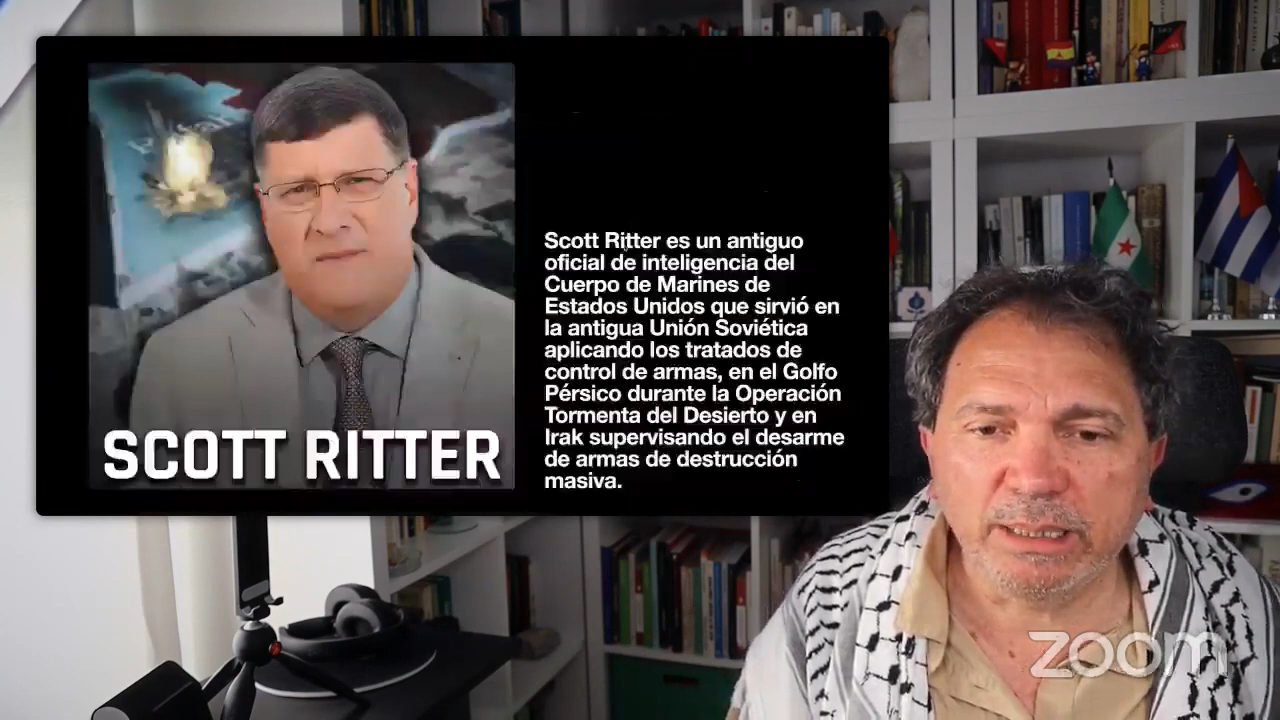 SCOTT RITTER
Scott Ritter es un antiguo
oficial de inteligencia del
Cuerpo de Marines de
Estados Unidos que sirvió en
la antigua Unión Soviética
aplicando los tratados de
control de armas, en el Golfo
Pérsico durante la Operación
Tormenta del Desierto y en
Irak supervisando el desarme
de armas de destrucción
masiva.
zoom